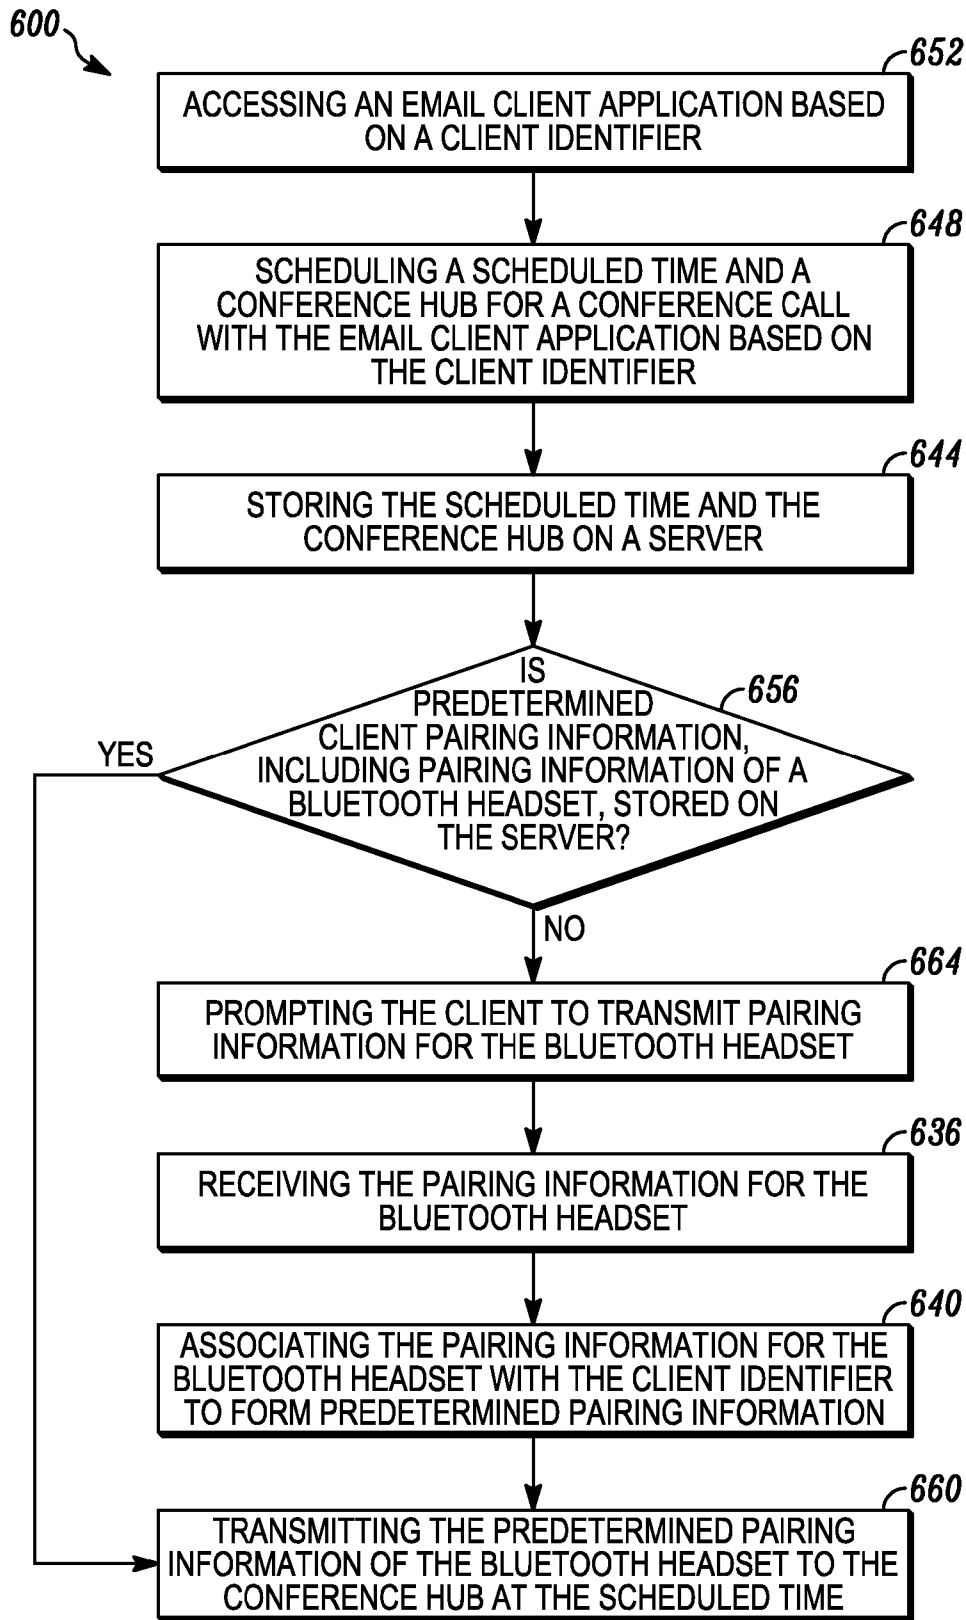 600
652
ACCESSING AN EMAIL CLIENT APPLICATION BASED
ON A CLIENT IDENTIFIER
648
SCHEDULING A SCHEDULED TIME AND A
CONFERENCE HUB FOR A CONFERENCE CALL
WITH THE EMAIL CLIENT APPLICATION BASED ON
THE CLIENT IDENTIFIER
644
STORING THE SCHEDULED TIME AND THE
CONFERENCE HUB ON A SERVER
656
IS
PREDETERMINED
CLIENT PAIRING INFORMATION,
INCLUDING PAIRING INFORMATION OF A
BLUETOOTH HEADSET, STORED ON
THE SERVER?
YES
NO
664
PROMPTING THE CLIENT TO TRANSMIT PAIRING
INFORMATION FOR THE BLUETOOTH HEADSET
636
RECEIVING THE PAIRING INFORMATION FOR THE
BLUETOOTH HEADSET
640
ASSOCIATING THE PAIRING INFORMATION FOR THE
BLUETOOTH HEADSET WITH THE CLIENT IDENTIFIER
TO FORM PREDETERMINED PAIRING INFORMATION
660
TRANSMITTING THE PREDETERMINED PAIRING
INFORMATION OF THE BLUETOOTH HEADSET TO THE
CONFERENCE HUB AT THE SCHEDULED TIME